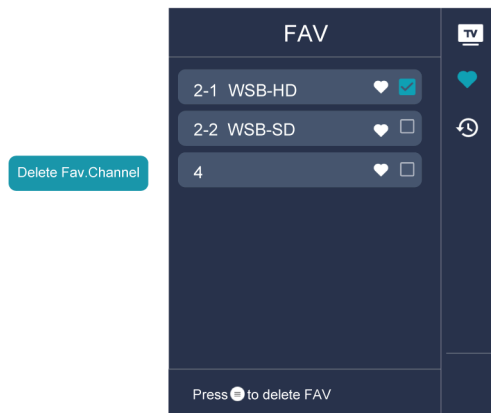 FAV
TV
2-1 WSB-HD
2-2 WSB-SD
4
Delete Fav.Channel
Press to delete FAV